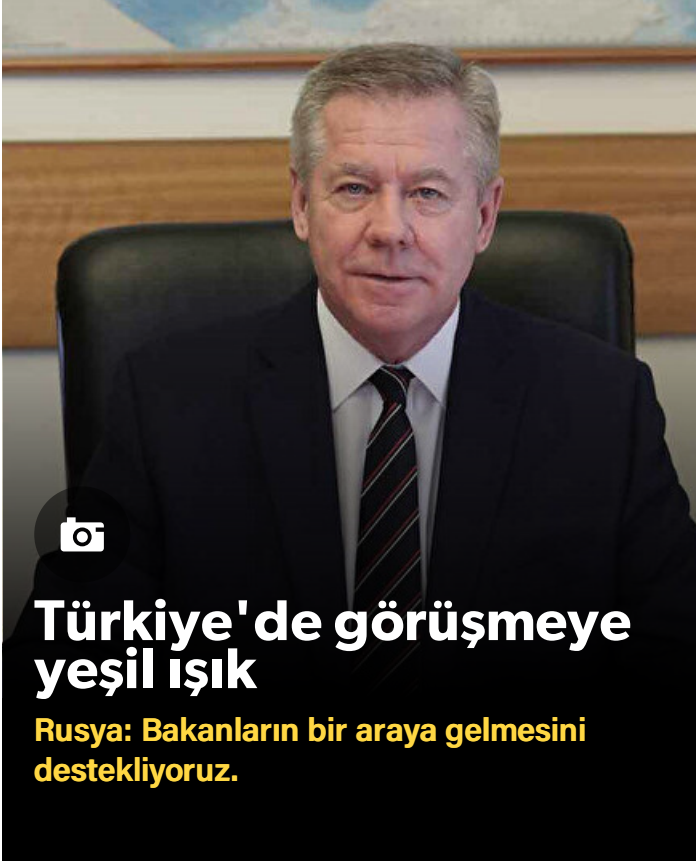 Türkiye'de görüşmeye
yeşil ışık
Rusya: Bakanların bir araya gelmesini
destekliyoruz.